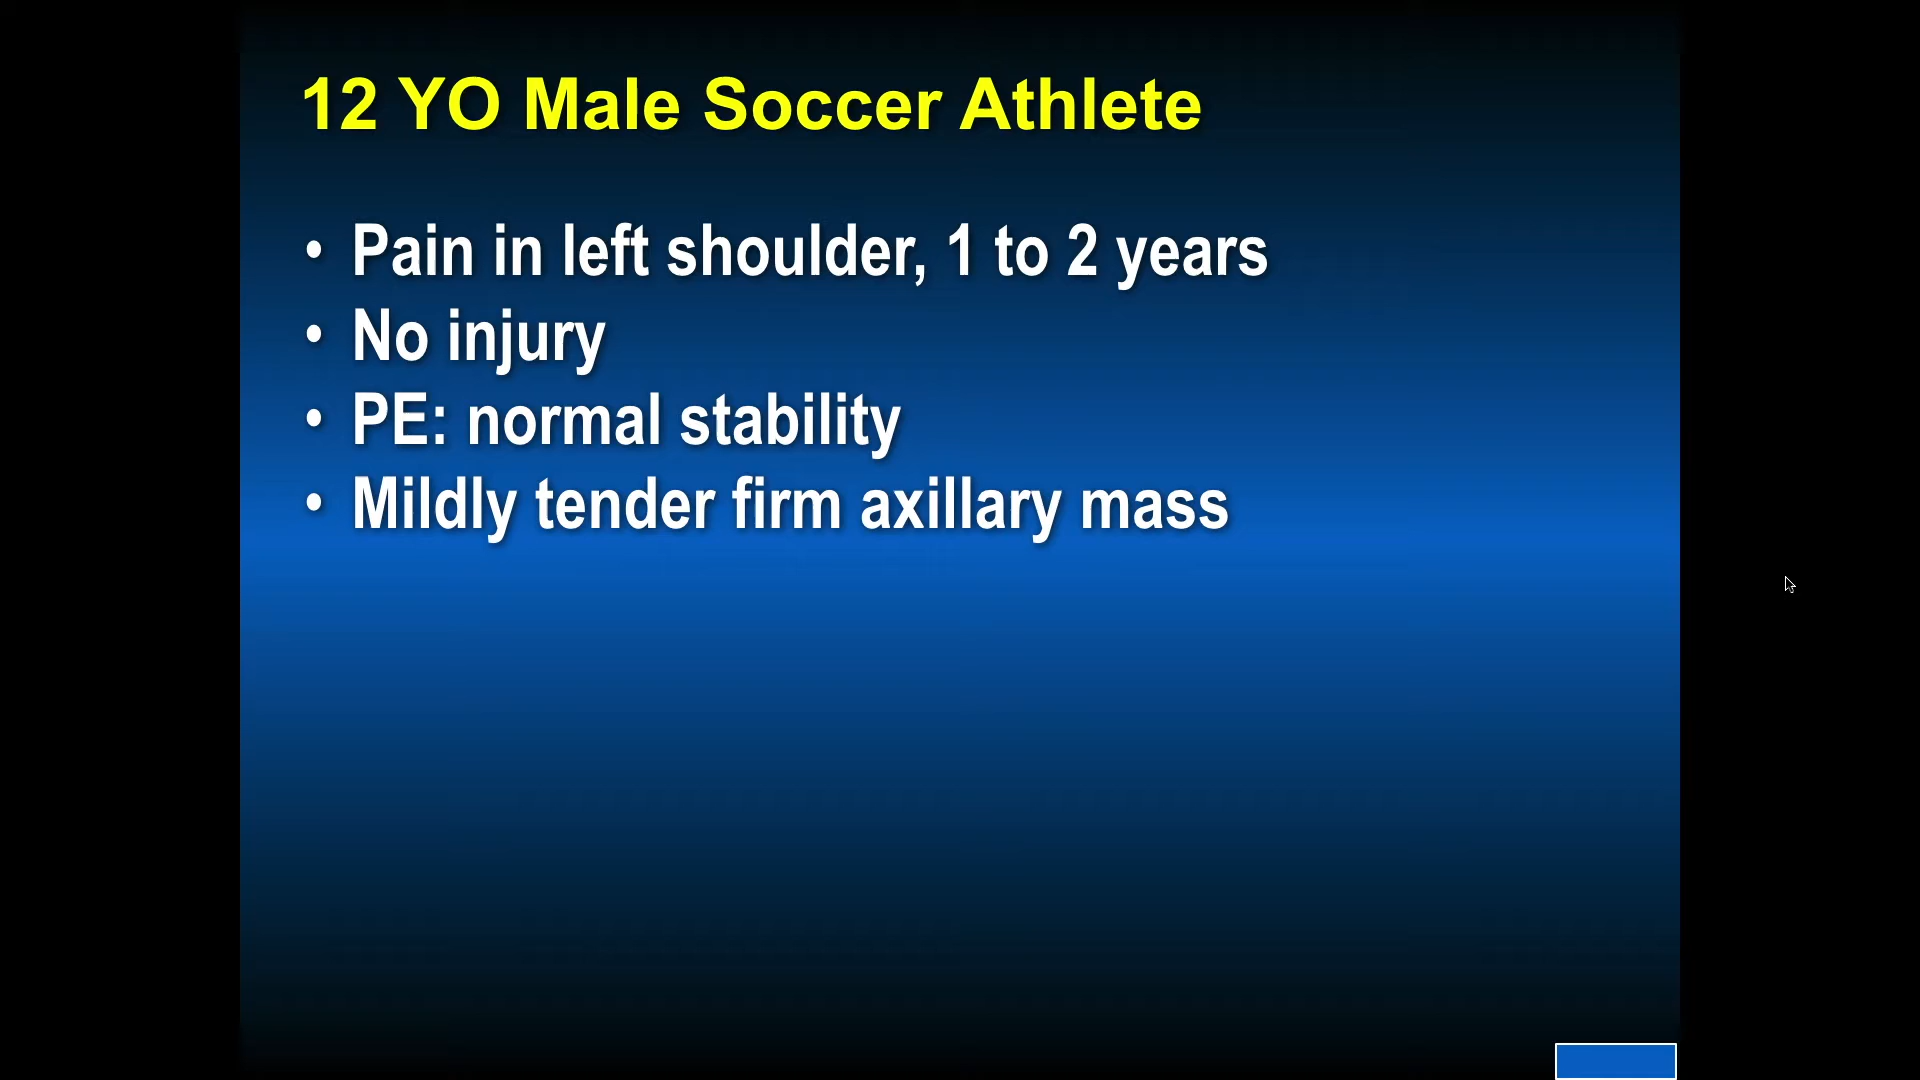 12 YO Male Soccer Athlete
• Pain in left shoulder, 1 to 2 years
• No injury
• PE: normal stability
• Mildly tender firm axillary mass